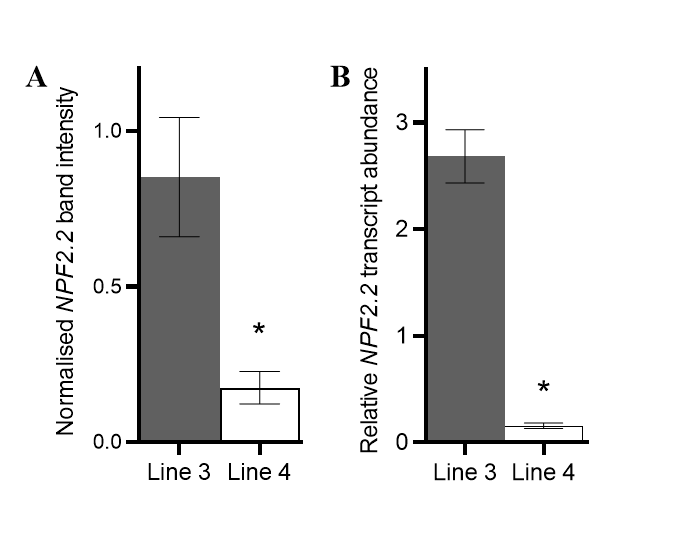 A
Normalised NPF2.2 band intensity
1.0
0.5
0.0
*
Line 3 Line 4
B
Relative NPF2.2 transcript abundance
3
2
1
0
*
Line 3 Line 4